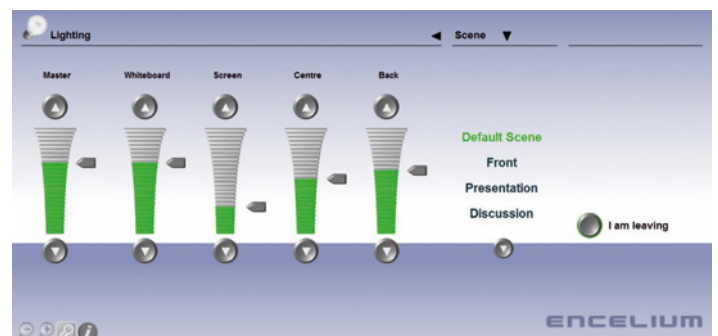 Lighting
Scene
Master
Whiteboard
Screen
Centre
Back
Default Scene
Front
Presentation
Discussion
I am leaving
ENCELIUM